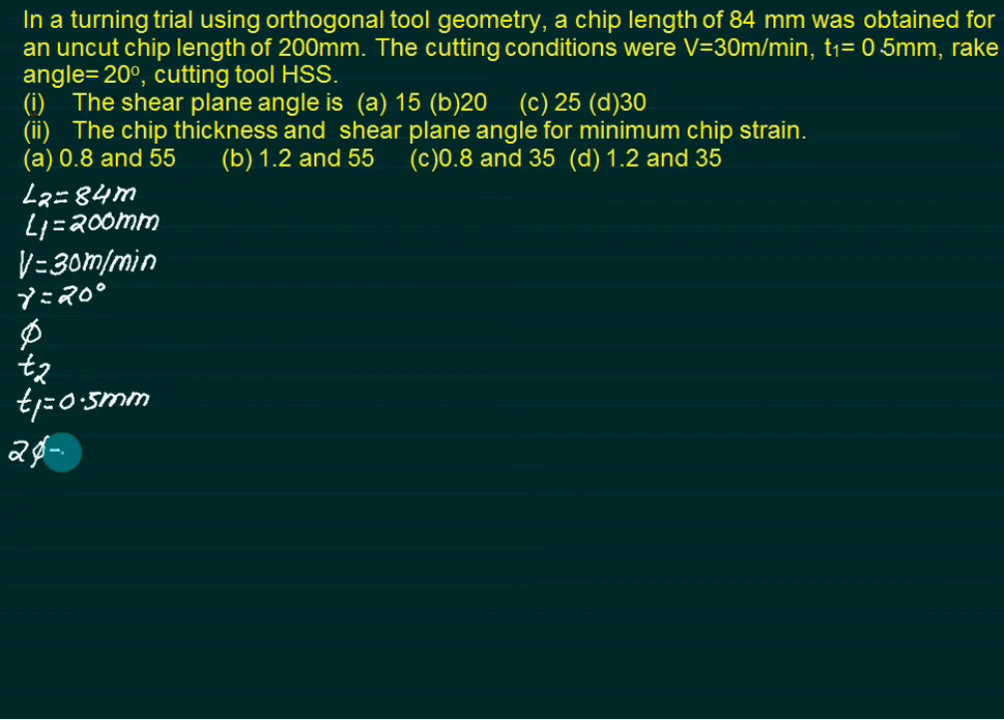 In a turning trial using orthogonal tool geometry, a chip length of 84 mm was obtained for
an uncut chip length of 200mm. The cutting conditions were V=30m/min, t₁= 0.5mm, rake
angle= 20º, cutting tool HSS.
(i) The shear plane angle is (a) 15 (b)20 (c) 25 (d)30
(ii) The chip thickness and shear plane angle for minimum chip strain.
(a) 0.8 and 55 (b) 1.2 and 55 (c)0.8 and 35 (d) 1.2 and 35
L2=84m
L1=200mm
V=30m/min
γ=20°
φ
t2
t1=0.5mm
2φ-